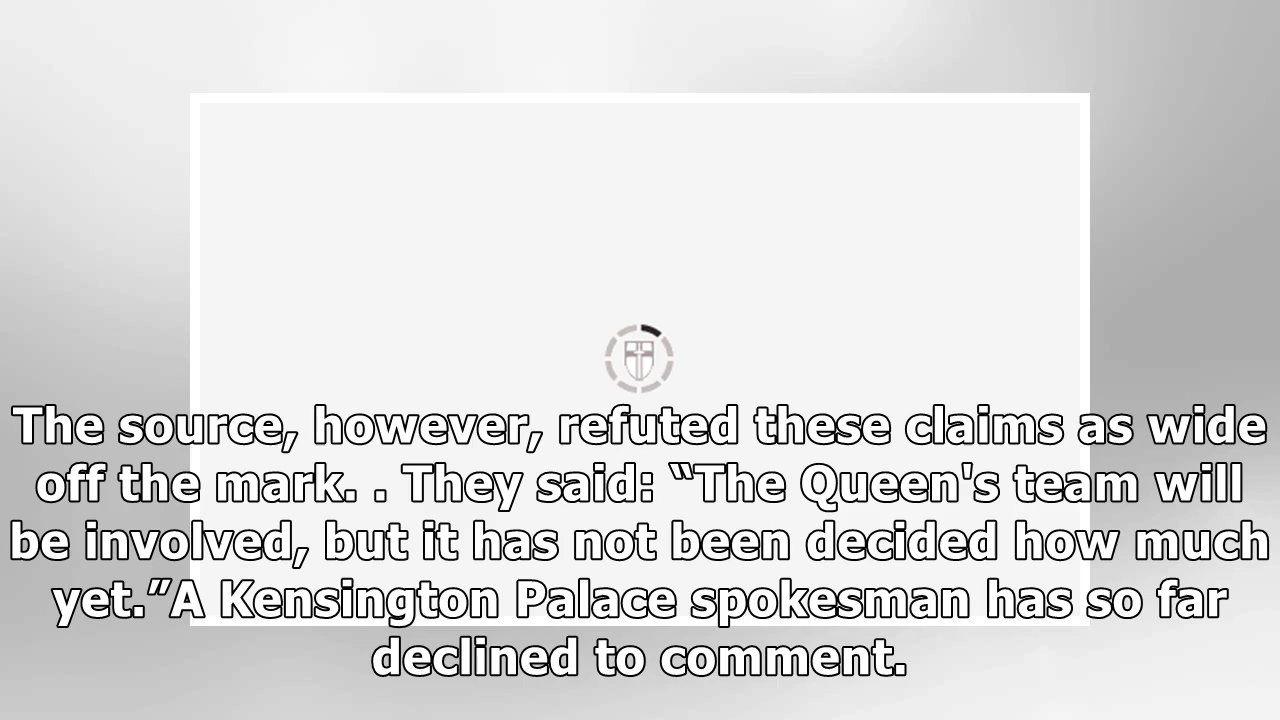 The source, however, refuted these claims as wide
off the mark. . They said: “The Queen's team will
be involved, but it has not been decided how much
yet.”A Kensington Palace spokesman has so far
declined to comment.